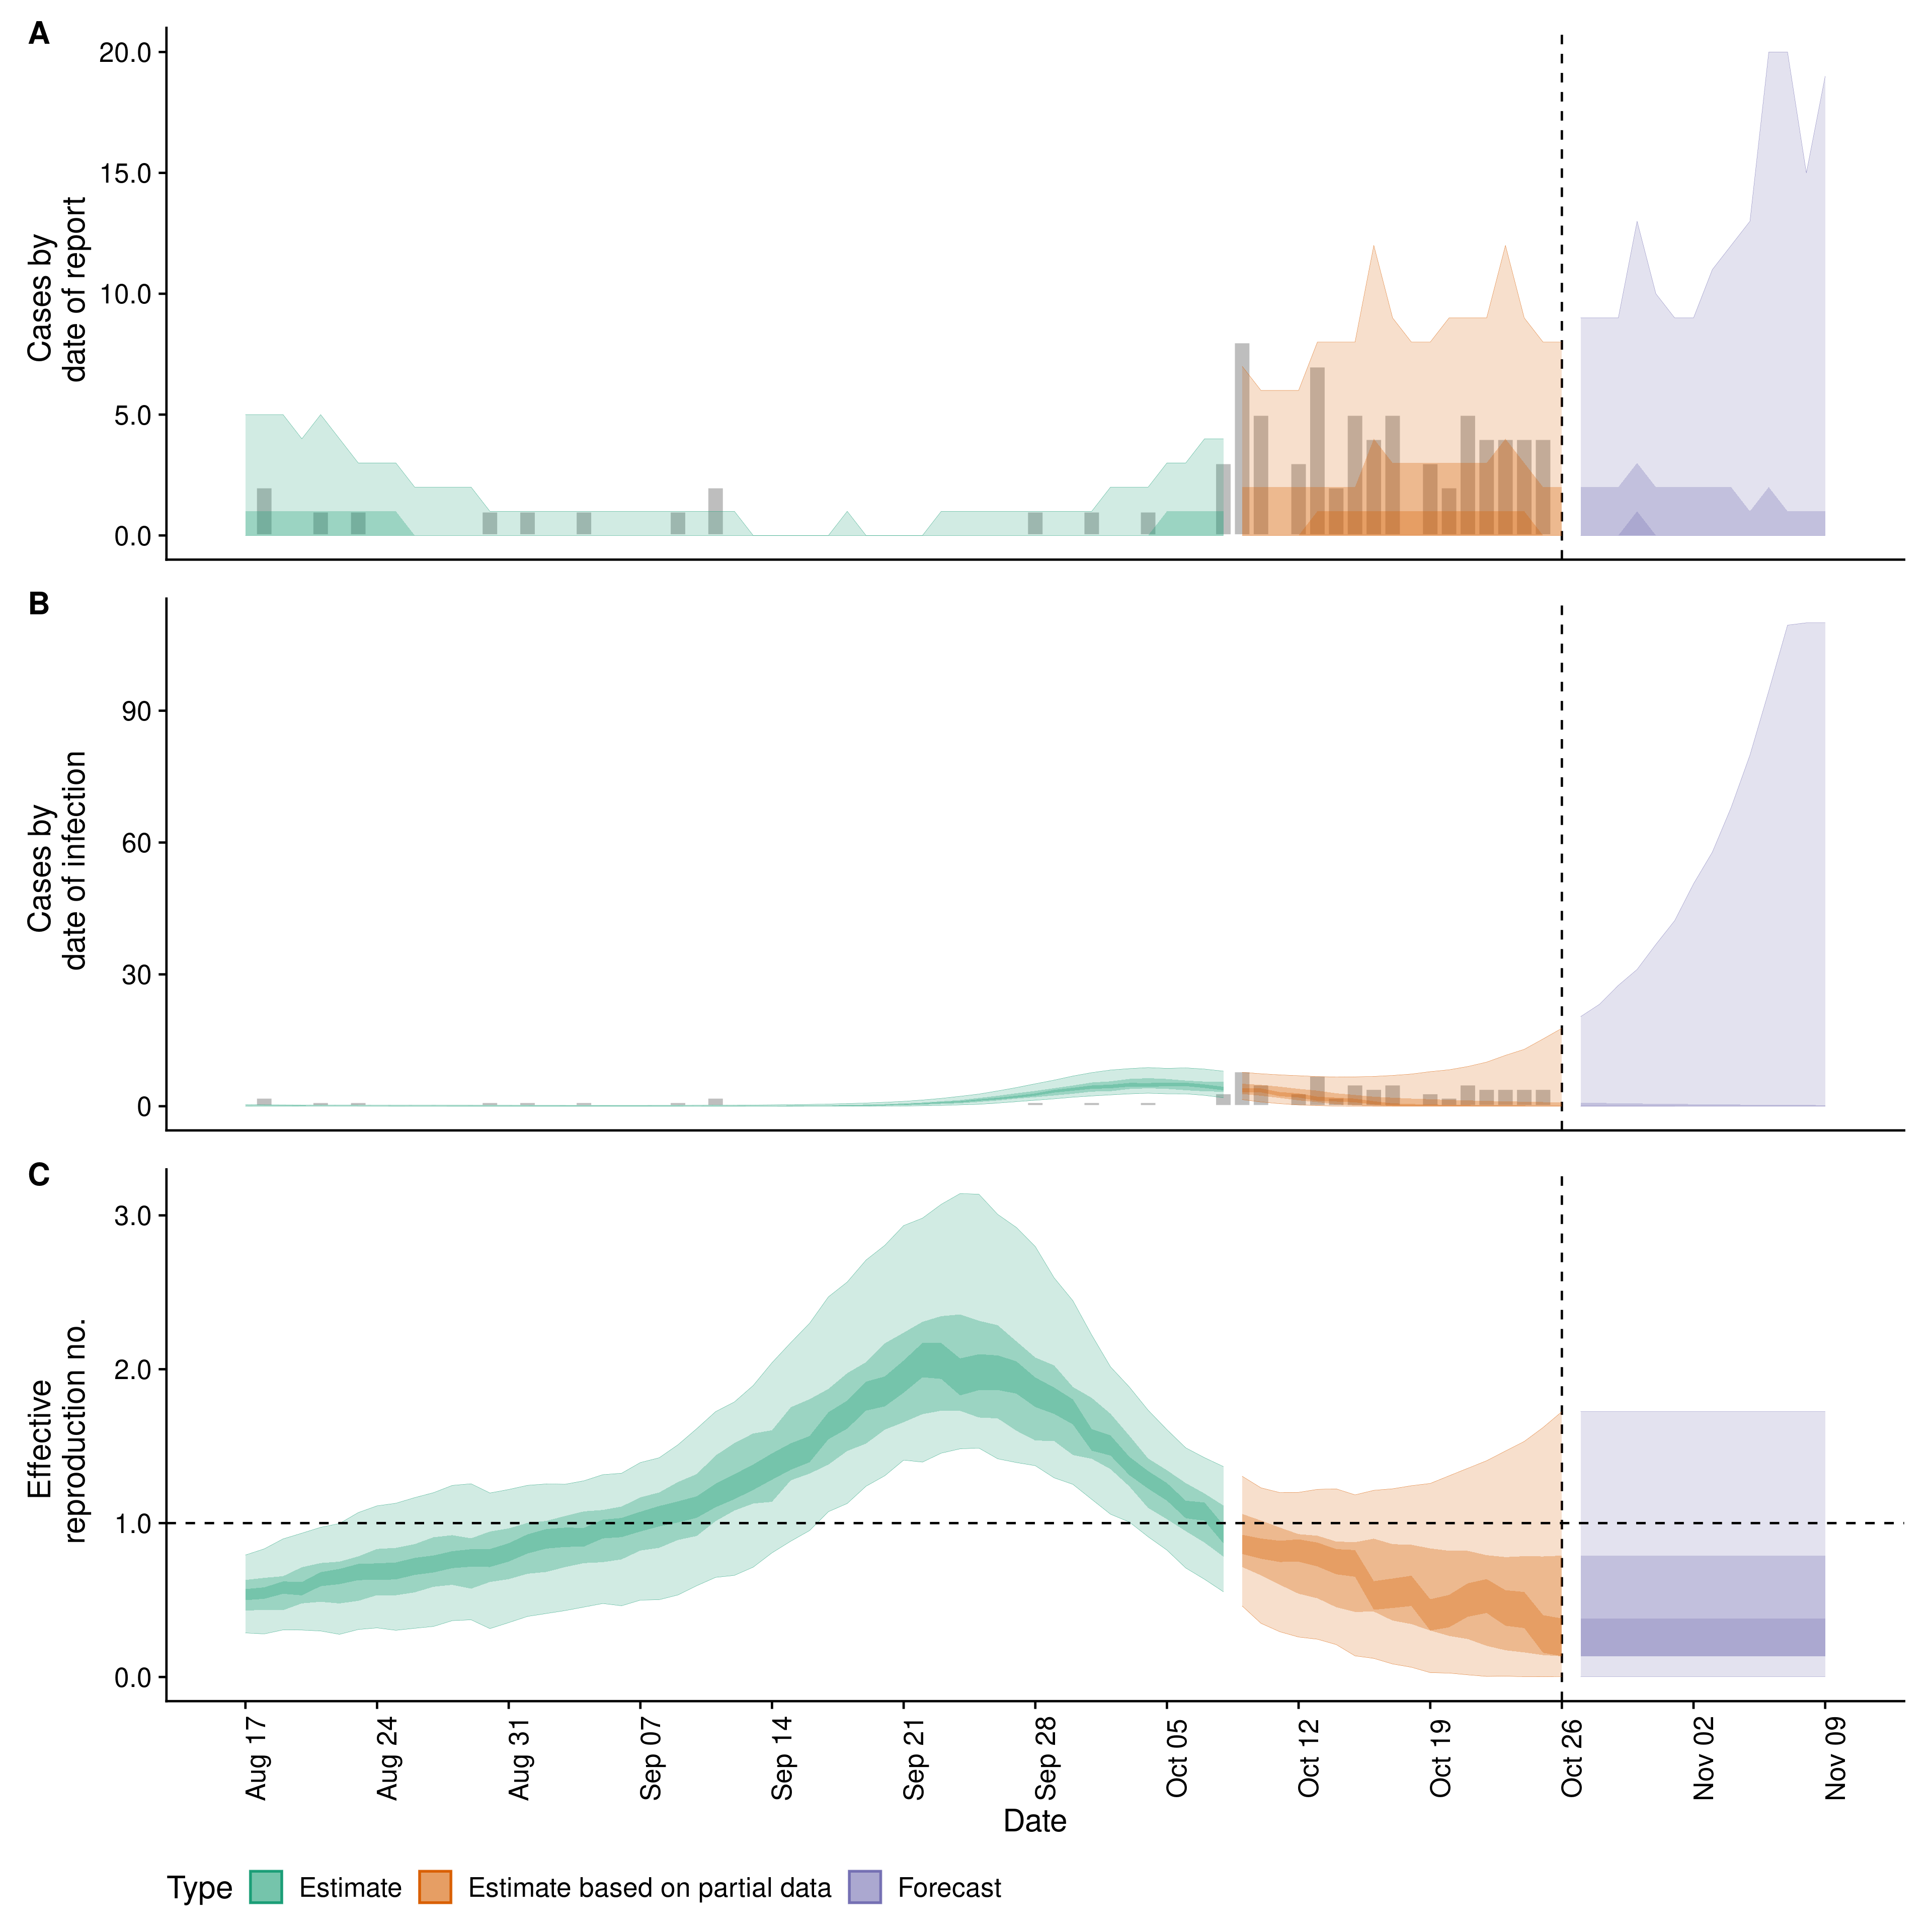 A
20.0
15.0
10.0
5.0
0.0
Cases by
date of report
B
90
60
30
0
Cases by
date of infection
C
3.0
2.0
1.0
0.0
Effective
reproduction no.
Aug 17
Aug 24
Aug 31
Sep 07
Sep 14
Sep 21
Sep 28
Oct 05
Oct 12
Oct 19
Oct 26
Nov 02
Nov 09
Date
Type Estimate Estimate based on partial data Forecast